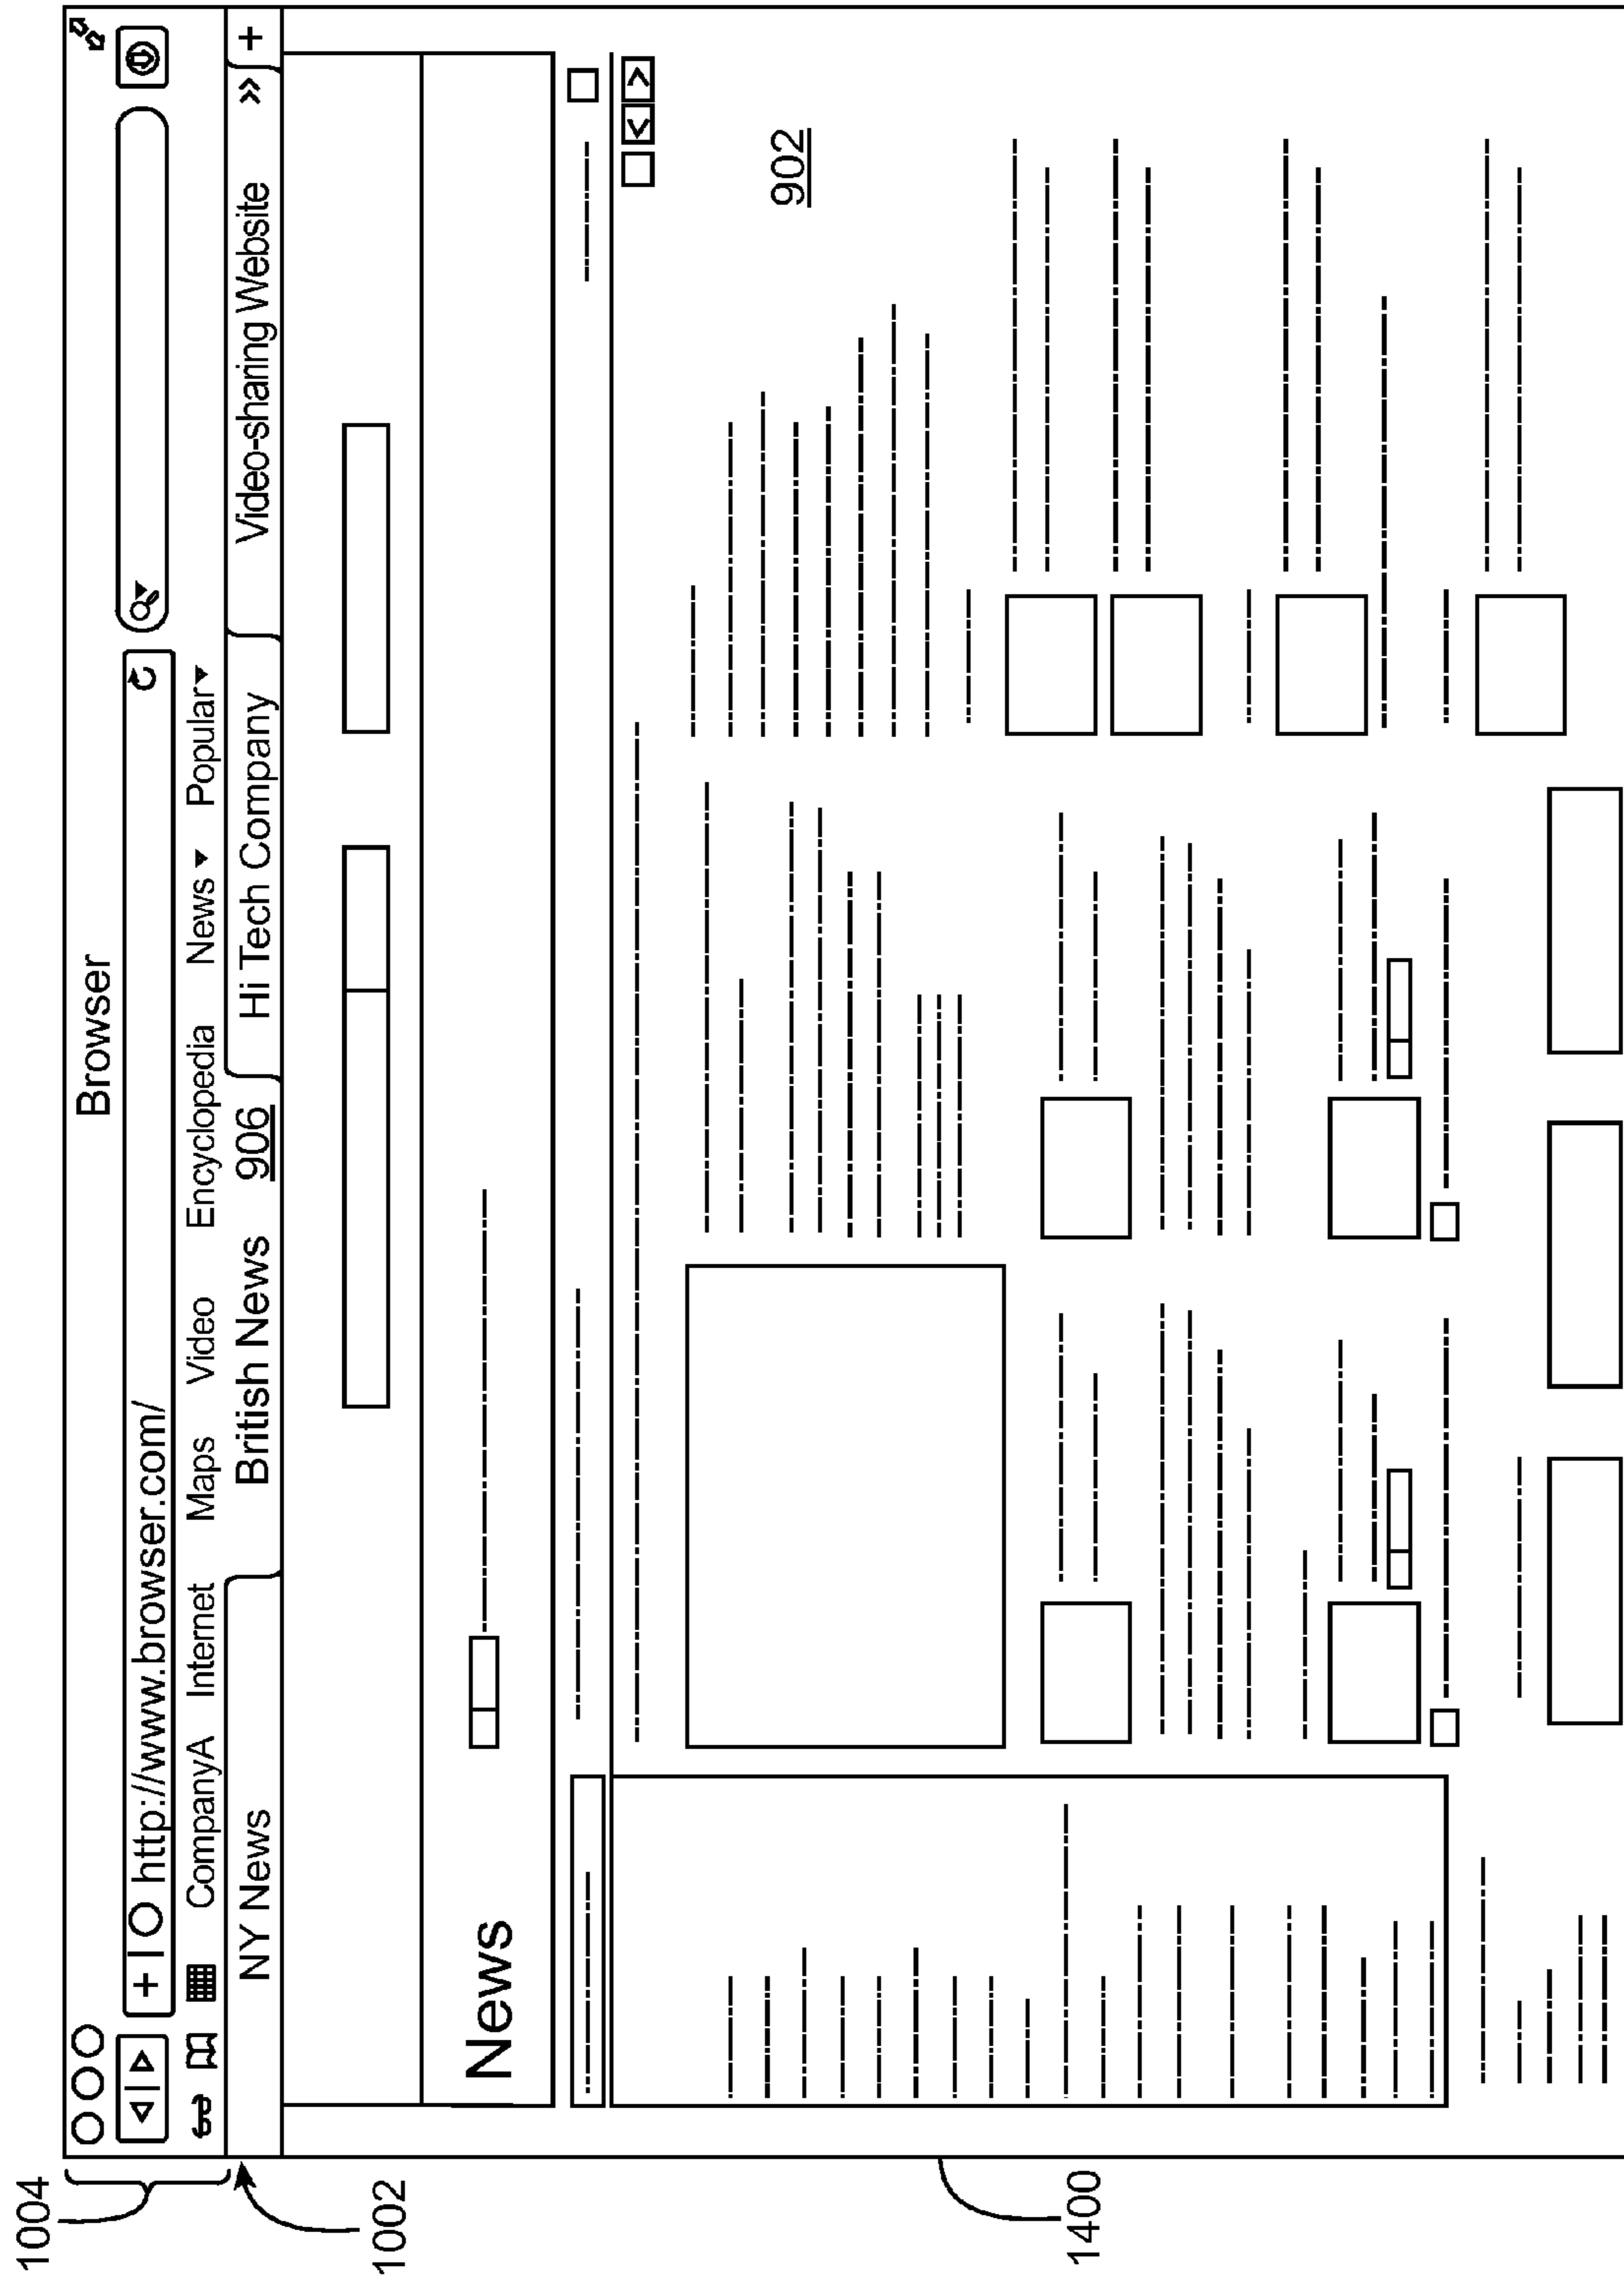 1004
Browser
+ http://www.browser.com/
CompanyA Internet Maps Video Encyclopedia News ▾ Popular ▾
NY News British News 906 Hi Tech Company Video-sharing Website » +
1002
News
< >
902
1400